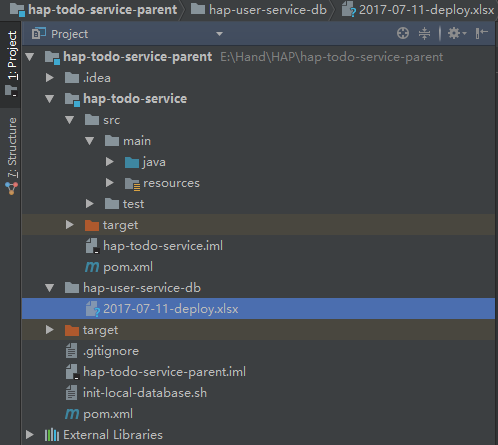 hap-todo-service-parent hap-user-service-db 2017-07-11-deploy.xlsx
1: Project
7: Structure
Project
hap-todo-service-parent E:\Hand\HAP\hap-todo-service-parent
.idea
hap-todo-service
src
main
java
resources
test
target
hap-todo-service.iml
pom.xml
hap-user-service-db
2017-07-11-deploy.xlsx
target
.gitignore
hap-todo-service-parent.iml
init-local-database.sh
pom.xml
External Libraries